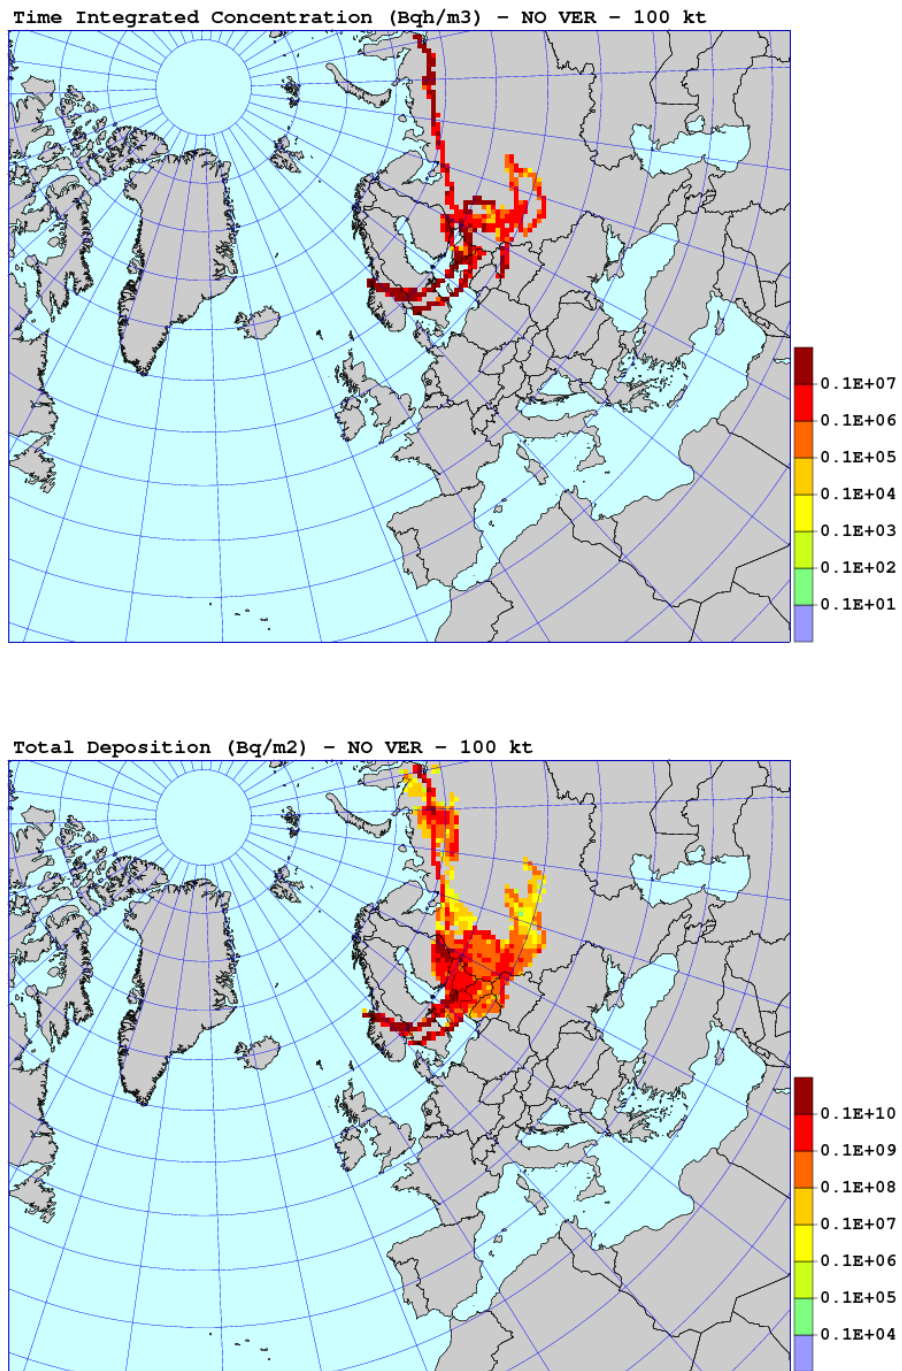 Time Integrated Concentration (Bqh/m3) – NO VER – 100 kt
0.1E+07
0.1E+06
0.1E+05
0.1E+04
0.1E+03
0.1E+02
0.1E+01
Total Deposition (Bq/m2) – NO VER – 100 kt
0.1E+10
0.1E+09
0.1E+08
0.1E+07
0.1E+06
0.1E+05
0.1E+04